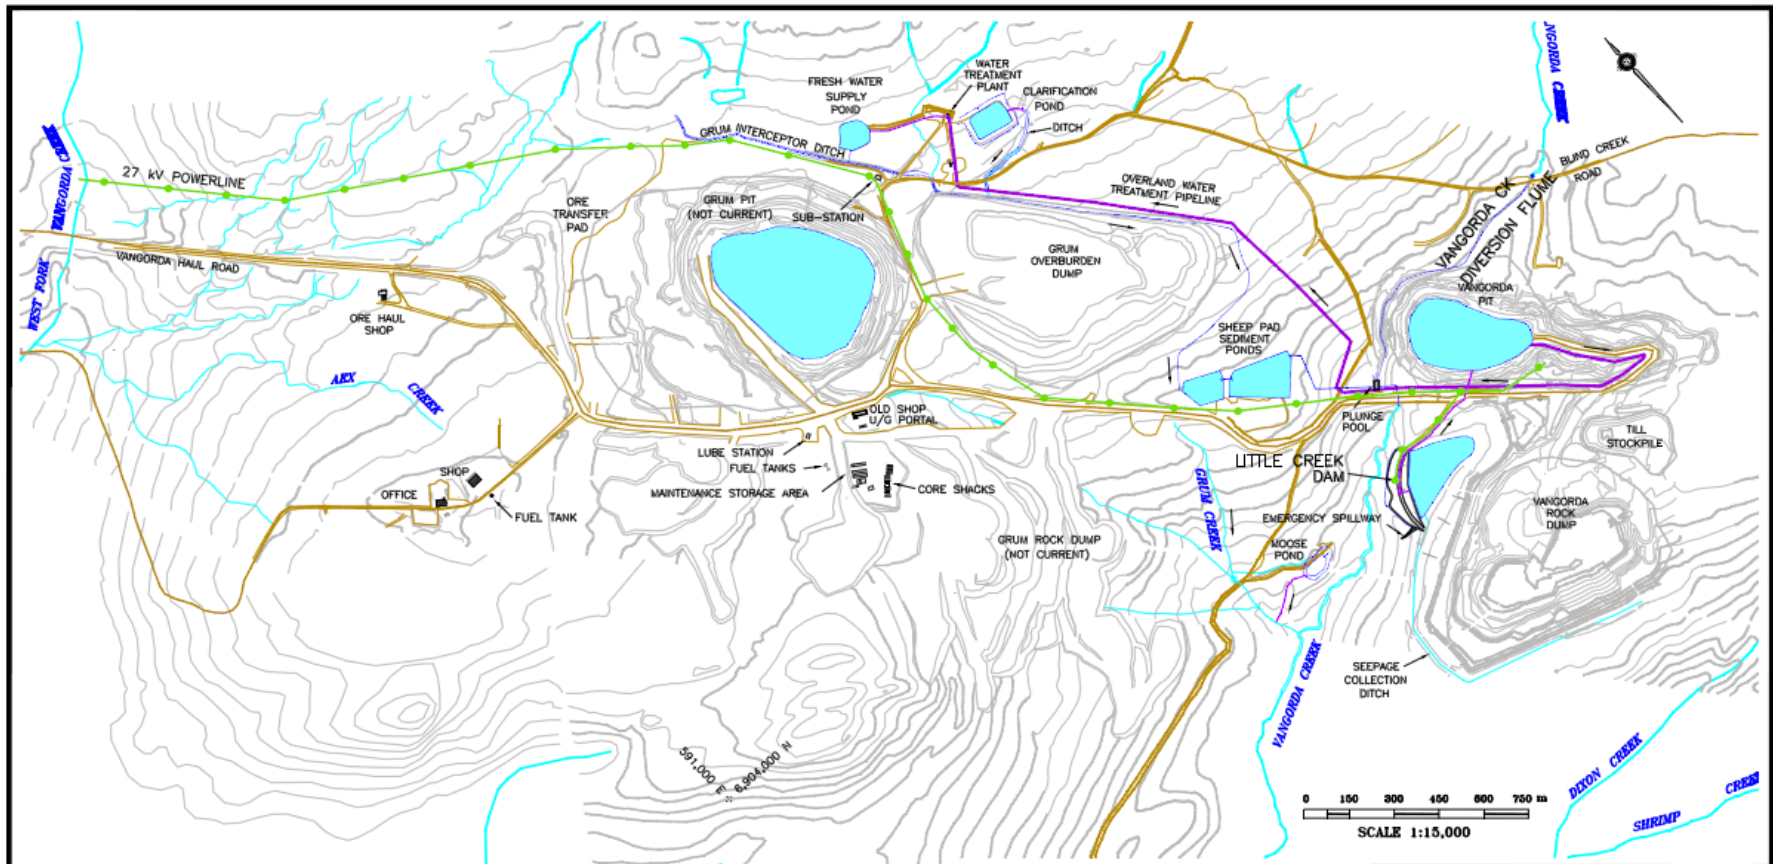 NGORDA CREEK
WATER
TREATMENT
PLANT
FRESH WATER
SUPPLY
POND
CLARIFICATION
POND
DITCH
GRUM INTERCEPTOR DITCH
BLIND CREEK
ROAD
27 kV POWERLINE
VANGORDA CREEK
WEST FORK
ORE
TRANSFER
PAD
GRUM PIT
(NOT CURRENT)
SUB-STATION
OVERLAND WATER
TREATMENT PIPELINE
VANGORDA CK
DIVERSION FLUME
GRUM
OVERBURDEN
DUMP
VANGORDA HAUL ROAD
VANGORDA
PIT
ORE HAUL
SHOP
SHEEP PAD
SEDIMENT
PONDS
AEX
CREEK
OLD SHOP
U/G PORTAL
PLUNGE
POOL
TILL
STOCKPILE
LUBE STATION
FUEL TANKS
MAINTENANCE STORAGE AREA
CORE SHACKS
LITTLE CREEK
DAM
SHOP
OFFICE
FUEL TANK
GRUM CREEK
EMERGENCY SPILLWAY
VANGORDA
ROCK
DUMP
GRUM ROCK DUMP
(NOT CURRENT)
MOOSE
POND
SEEPAGE
COLLECTION
DITCH
VANGORDA CREEK
591,000 E
6,904,000 N
DIXON CREEK
SHRIMP CREE
0 150 300 450 600 750 m
SCALE 1:15,000